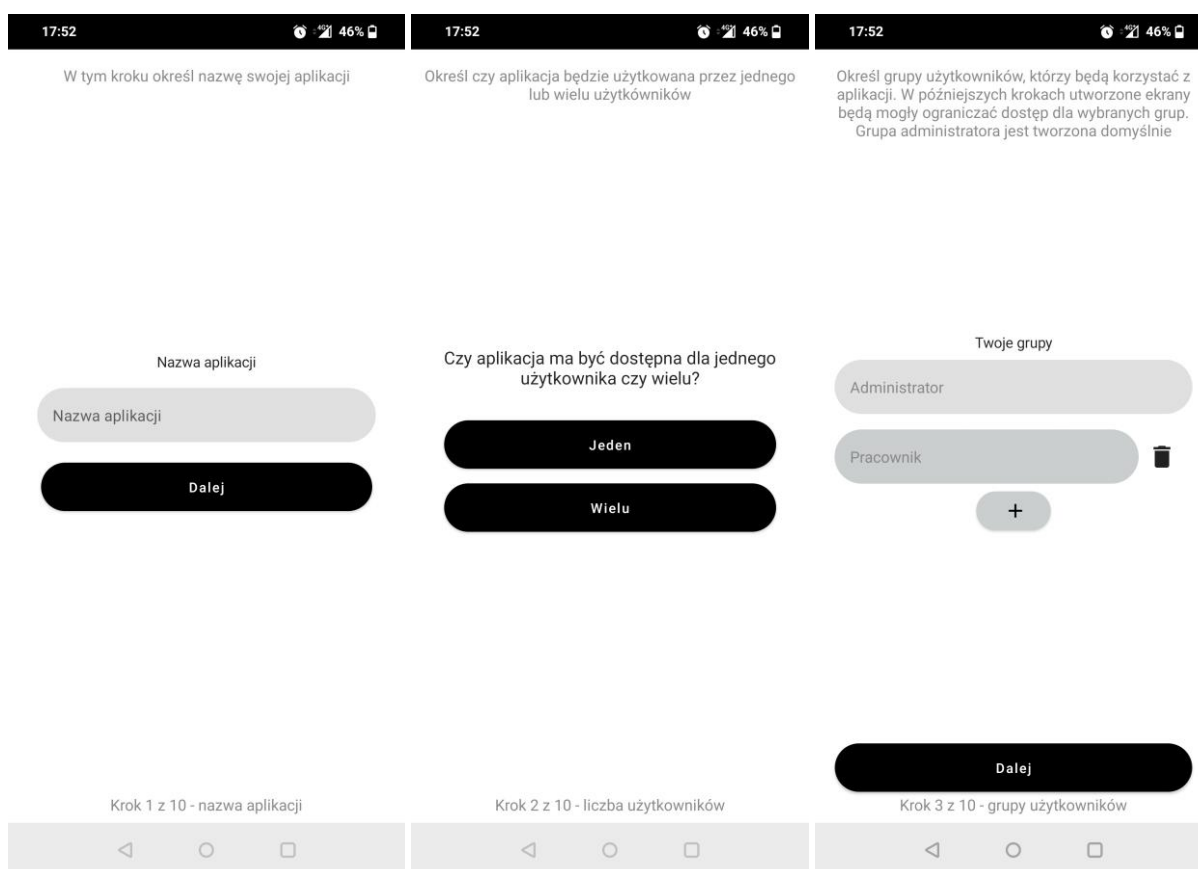 17:52
46%
W tym kroku określ nazwę swojej aplikacji
Nazwa aplikacji
Nazwa aplikacji
Dalej
Krok 1 z 10 - nazwa aplikacji
17:52
46%
Określ czy aplikacja będzie użytkowana przez jednego
lub wielu użytkówników
Czy aplikacja ma być dostępna dla jednego
użytkownika czy wielu?
Jeden
Wielu
Krok 2 z 10 - liczba użytkowników
17:52
46%
Określ grupy użytkowników, którzy będą korzystać z
aplikacji. W późniejszych krokach utworzone ekrany
będą mogły ograniczać dostęp dla wybranych grup.
Grupa administratora jest tworzona domyślnie
Twoje grupy
Administrator
Pracownik
+
Dalej
Krok 3 z 10 - grupy użytkowników